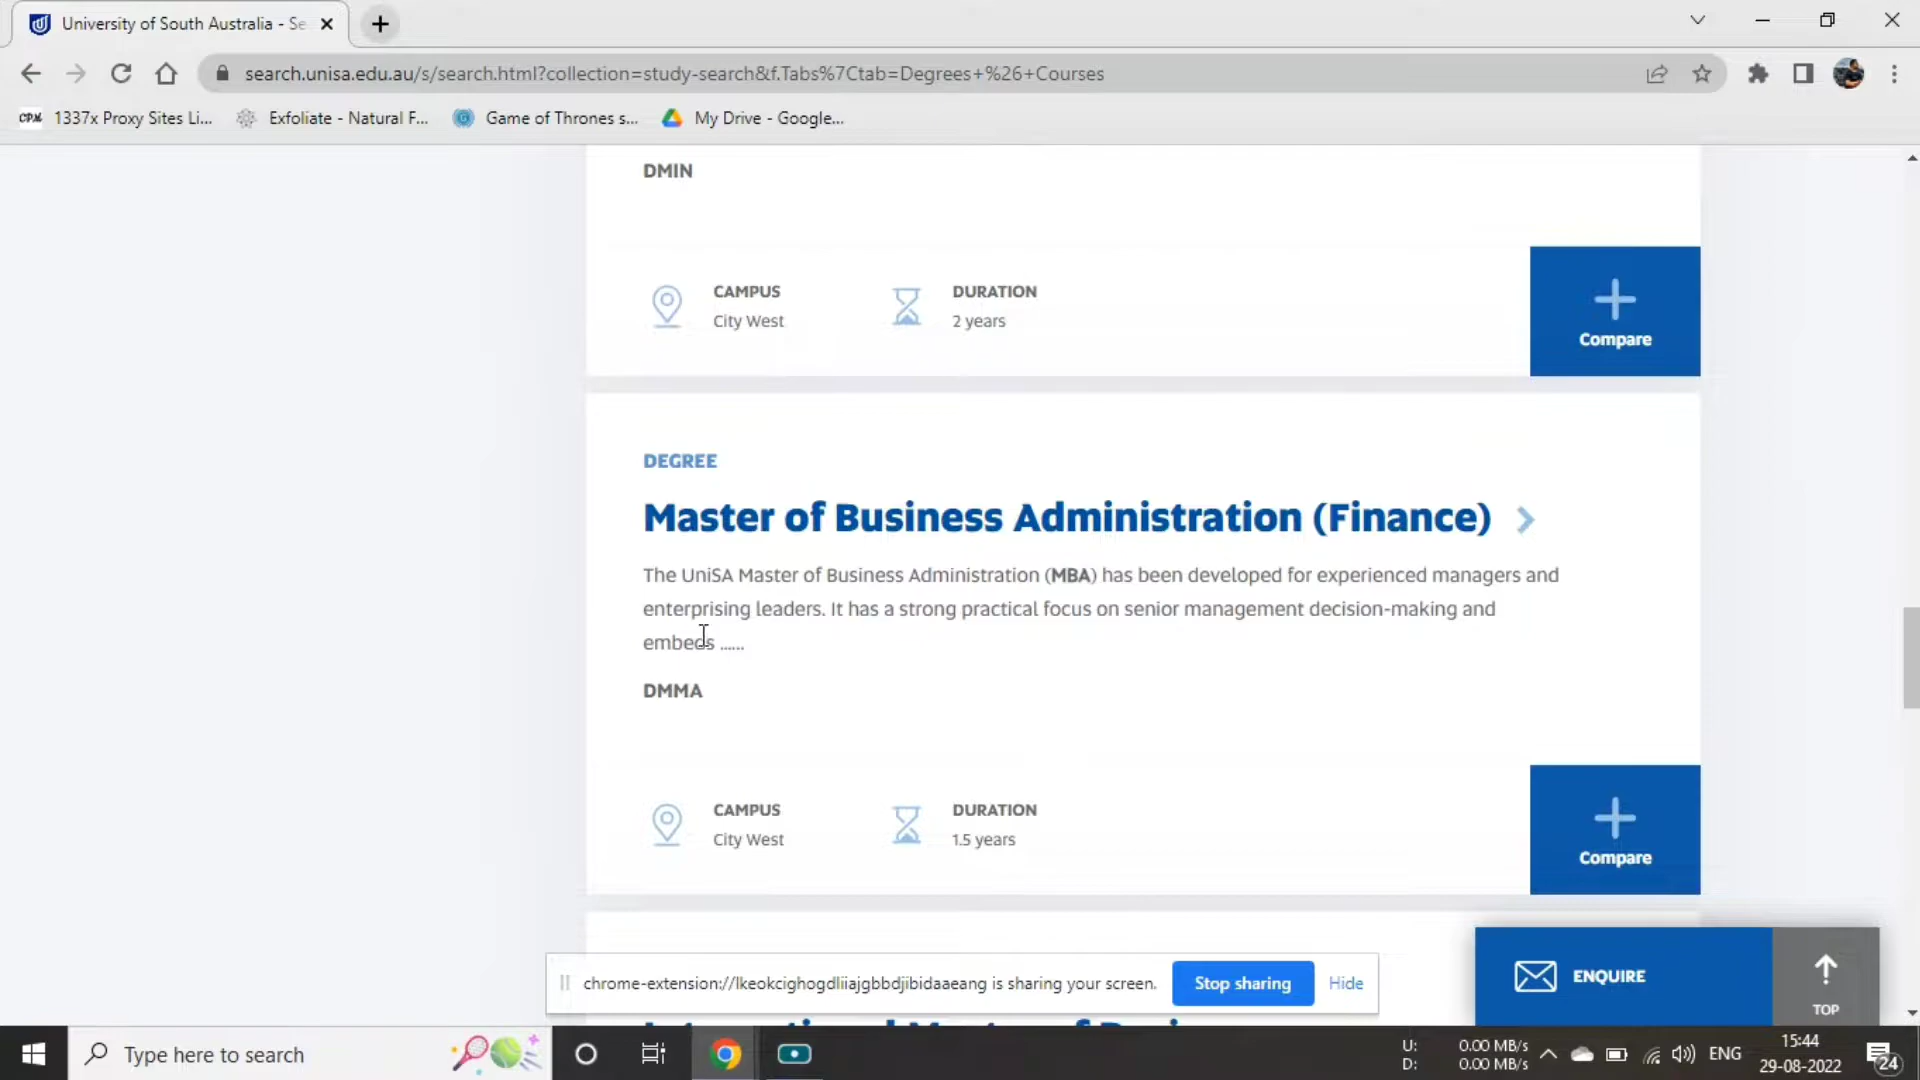 University of South Australia - Se
search.unisa.edu.au/s/search.html?collection=study-search&f.Tabs%7Ctab=Degrees+%26+Courses
1337x Proxy Sites Li...
Exfoliate - Natural F...
Game of Thrones s...
My Drive - Google...
DMIN
CAMPUS
City West
DURATION
2 years
Compare
DEGREE
Master of Business Administration (Finance)
The UniSA Master of Business Administration (MBA) has been developed for experienced managers and
enterprising leaders. It has a strong practical focus on senior management decision-making and
embeds ......
DMMA
CAMPUS
City West
DURATION
1.5 years
Compare
ENQUIRE
TOP
chrome-extension://lkeokcighogdliiajgbbdjibidaaeang is sharing your screen.
Stop sharing
Hide
Type here to search
U: 0.00 MB/s
D: 0.00 MB/s
ENG
15:44
29-08-2022
24